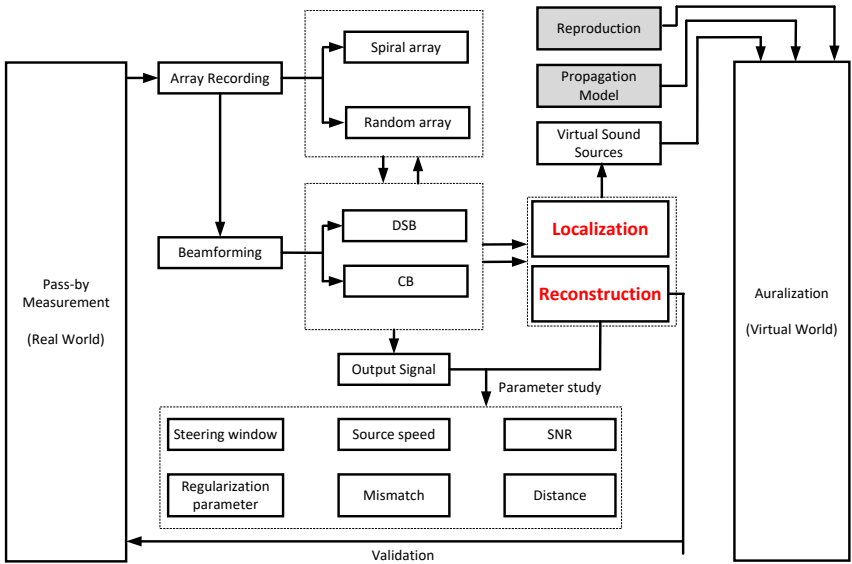 Pass-by
Measurement
(Real World)
Array Recording
Beamforming
Spiral array
Random array
DSB
CB
Output Signal
Reproduction
Propagation
Model
Virtual Sound
Sources
Localization
Reconstruction
Auralization
(Virtual World)
Parameter study
Steering window
Source speed
SNR
Regularization
parameter
Mismatch
Distance
Validation